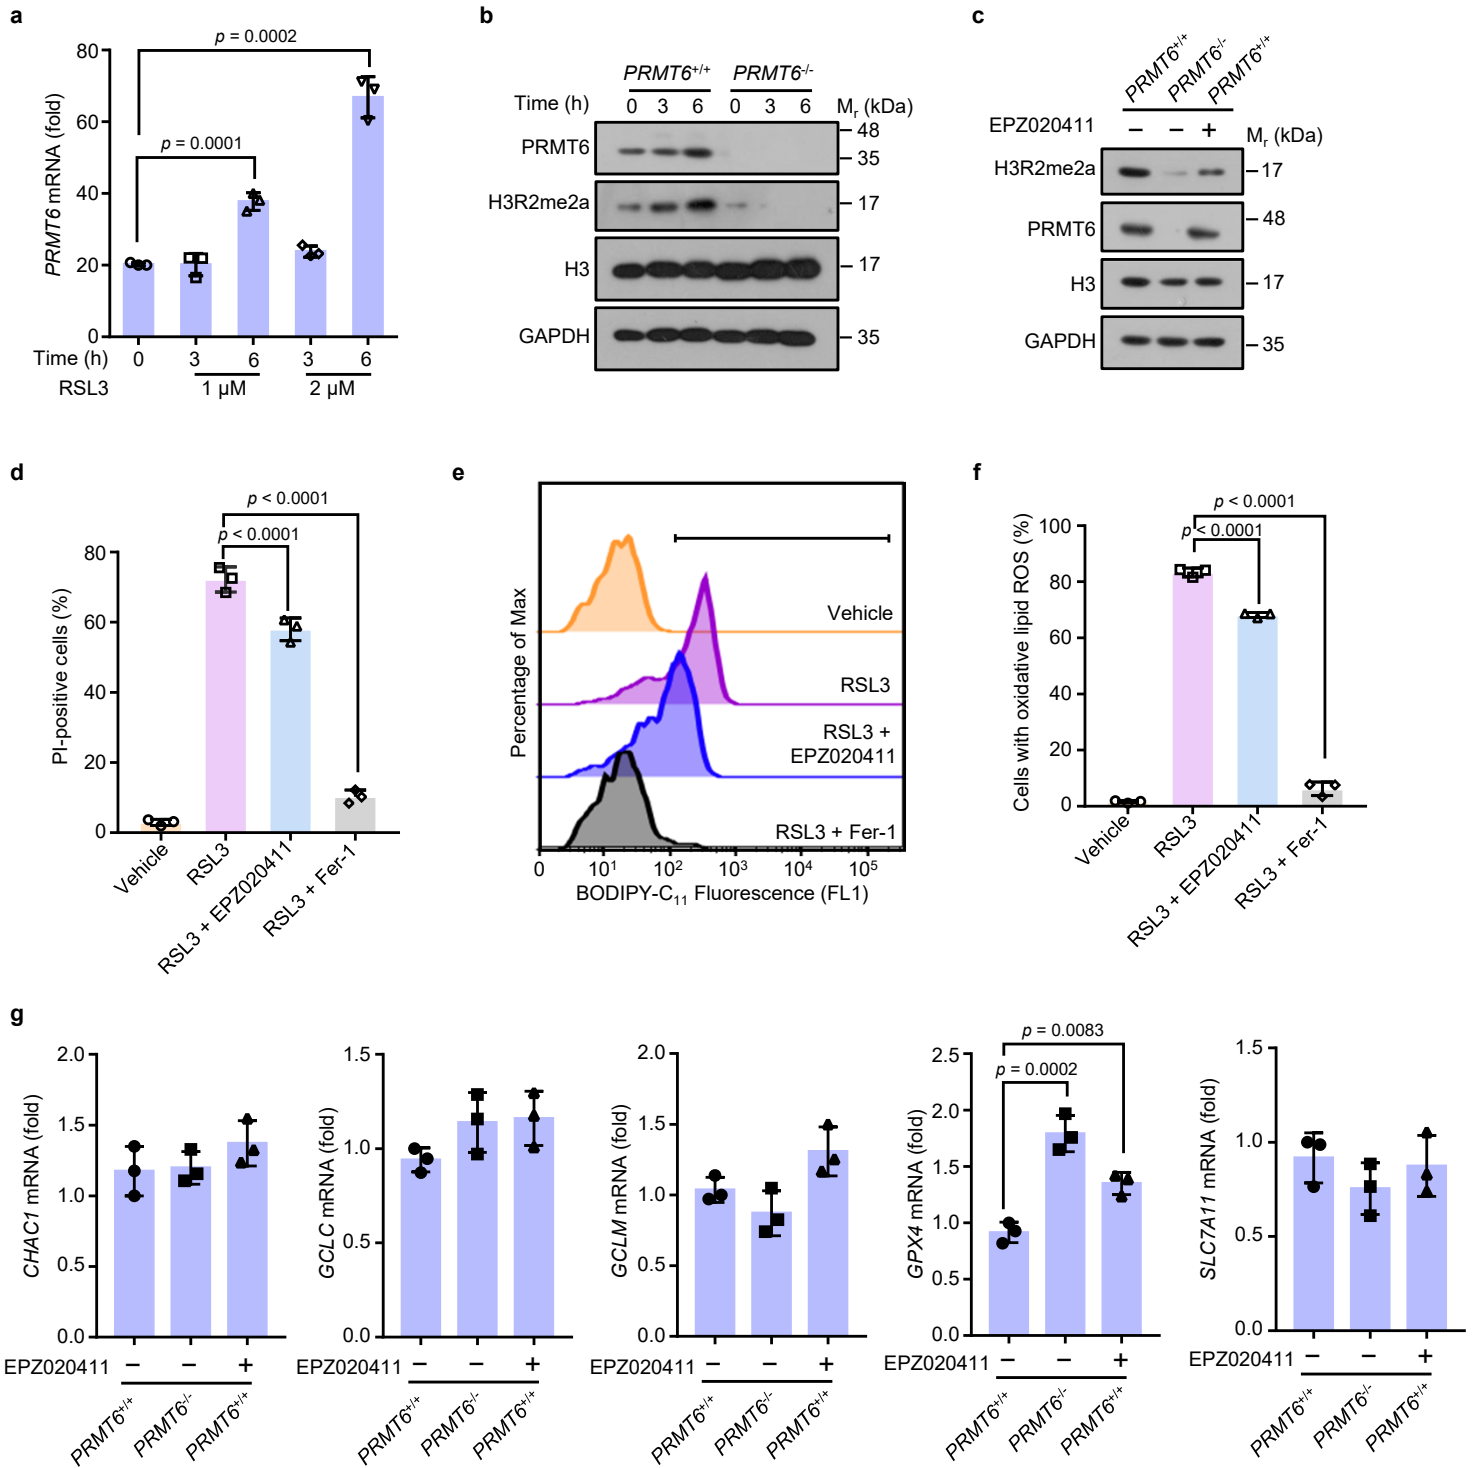 a
p = 0.0002
p = 0.0001
PRMT6 mRNA (fold)
80
60
40
20
0
Time (h) 0 3 6 3 6
RSL3 1 μM 2 μM
b
PRMT6+/+ PRMT6-/-
Time (h) 0 3 6 0 3 6 Mr (kDa)
PRMT6 48
35
H3R2me2a 17
H3 17
GAPDH 35
c
PRMT6+/+ PRMT6-/- PRMT6+/+
EPZ020411 − − + Mr (kDa)
H3R2me2a 17
PRMT6 48
H3 17
GAPDH 35
d
p < 0.0001
p < 0.0001
PI-positive cells (%)
80
60
40
20
0
Vehicle
RSL3
RSL3 + EPZ020411
RSL3 + Fer-1
e
Percentage of Max
Vehicle
RSL3
RSL3 +
EPZ020411
RSL3 + Fer-1
0 101 102 103 104 105
BODIPY-C11 Fluorescence (FL1)
f
p < 0.0001
p < 0.0001
Cells with oxidative lipid ROS (%)
100
80
60
40
20
0
Vehicle
RSL3
RSL3 + EPZ020411
RSL3 + Fer-1
g
CHAC1 mRNA (fold)
2.0
1.5
1.0
0.5
0.0
EPZ020411 − − +
PRMT6+/+ PRMT6-/- PRMT6+/+
GCLC mRNA (fold)
1.5
1.0
0.5
0.0
EPZ020411 − − +
PRMT6+/+ PRMT6-/- PRMT6+/+
GCLM mRNA (fold)
2.0
1.5
1.0
0.5
0.0
EPZ020411 − − +
PRMT6+/+ PRMT6-/- PRMT6+/+
p = 0.0083
p = 0.0002
GPX4 mRNA (fold)
2.5
2.0
1.5
1.0
0.5
0.0
EPZ020411 − − +
PRMT6+/+ PRMT6-/- PRMT6+/+
SLC7A11 mRNA (fold)
1.5
1.0
0.5
0.0
EPZ020411 − − +
PRMT6+/+ PRMT6-/- PRMT6+/+